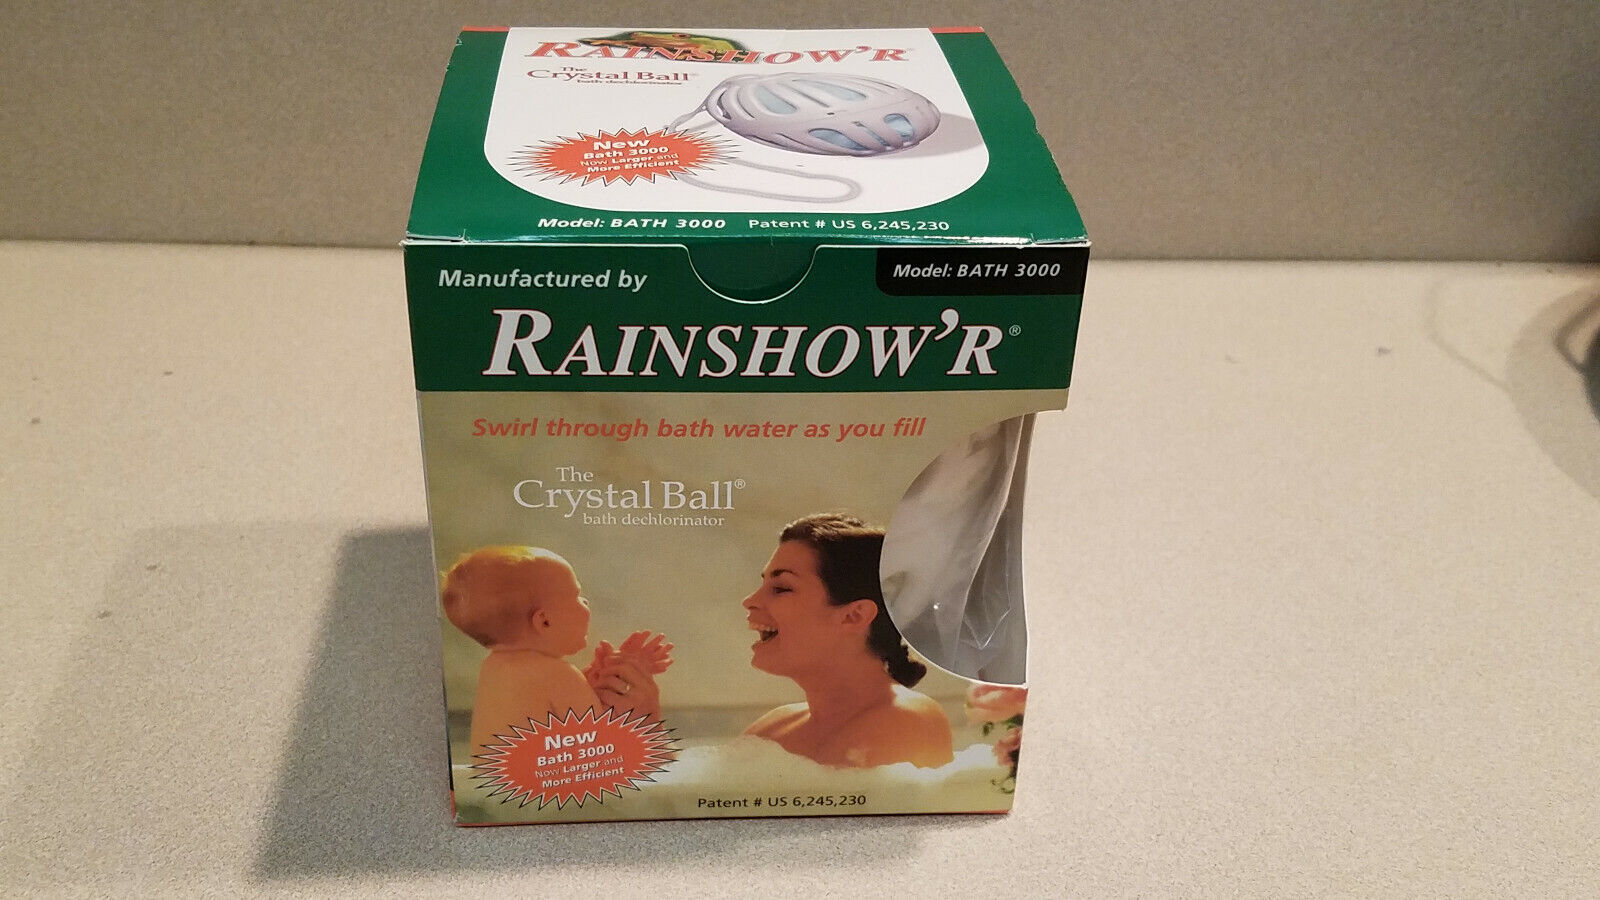 RAINSHOW'R®
The
Crystal Ball®
bath dechlorinator
New
Bath 3000
Now Larger and
More Efficient
Model: BATH 3000 Patent # US 6,245,230
Manufactured by
Model: BATH 3000
RAINSHOW'R®
Swirl through bath water as you fill
The
Crystal Ball®
bath dechlorinator
New
Bath 3000
Now Larger and
More Efficient
Patent # US 6,245,230